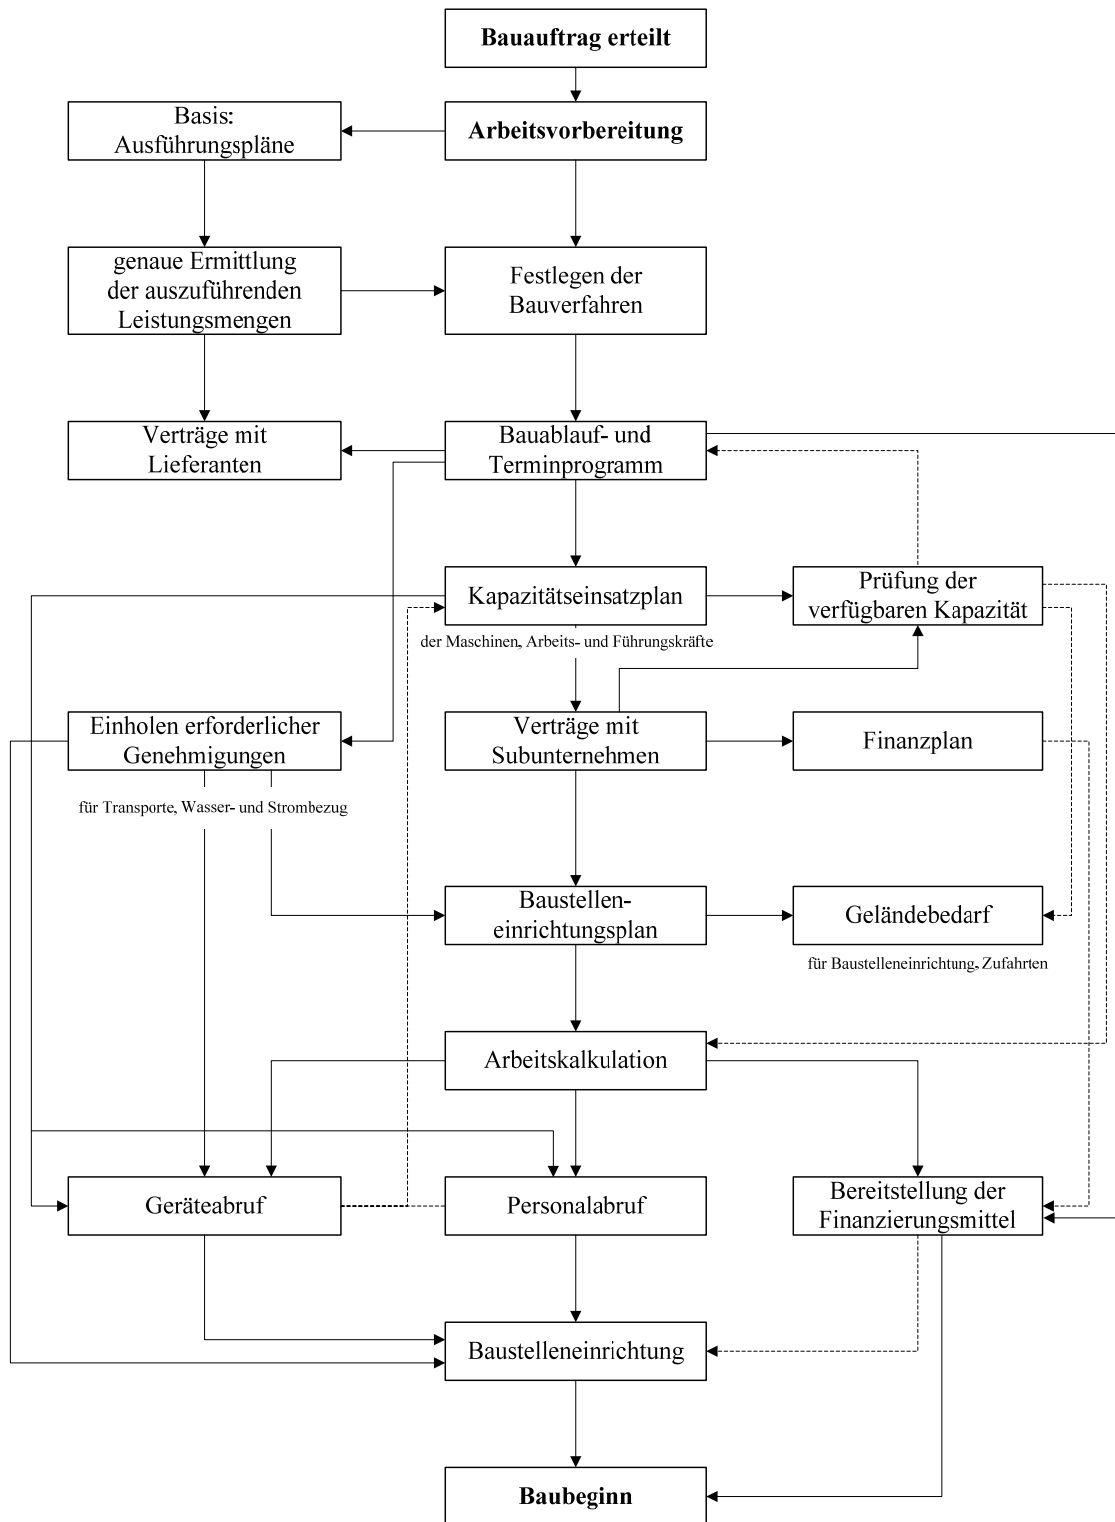 Bauauftrag erteilt
Basis:
Ausführungspläne
Arbeitsvorbereitung
genaue Ermittlung
der auszuführenden
Leistungsmengen
Festlegen der
Bauverfahren
Verträge mit
Lieferanten
Bauablauf- und
Terminprogramm
Kapazitätseinsatzplan
der Maschinen, Arbeits- und Führungskräfte
Prüfung der
verfügbaren Kapazität
Einholen erforderlicher
Genehmigungen
für Transporte, Wasser- und Strombezug
Verträge mit
Subunternehmen
Finanzplan
Baustellen-
einrichtungsplan
Geländebedarf
für Baustelleneinrichtung, Zufahrten
Arbeitskalkulation
Geräteabruf
Personalabruf
Bereitstellung der
Finanzierungsmittel
Baustelleneinrichtung
Baubeginn